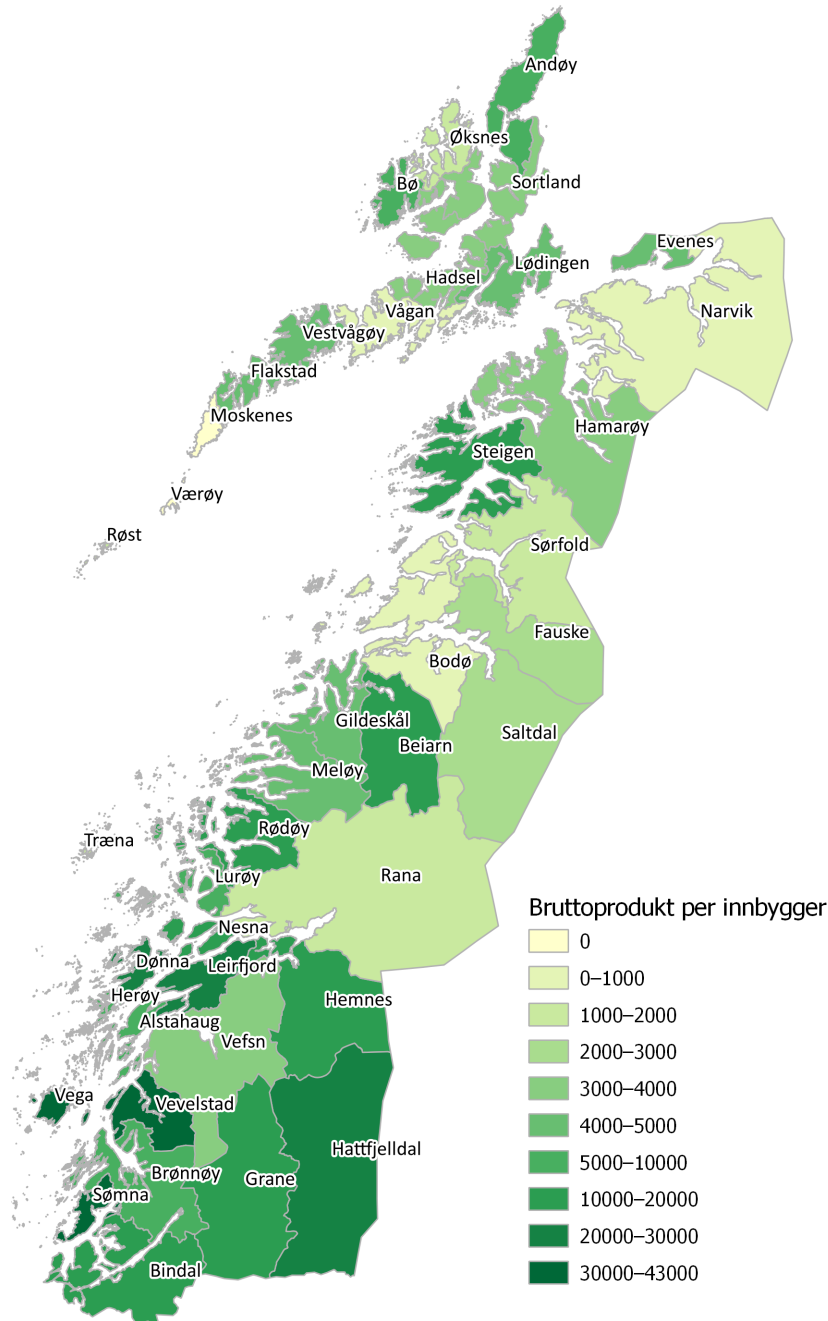 Andøy
Øksnes
Bø
Sortland
Evenes
Lødingen
Hadsel
Vågan
Narvik
Vestvågøy
Flakstad
Moskenes
Hamarøy
Steigen
Værøy
Røst
Sørfold
Fauske
Bodø
Gildeskål
Beiarn
Saltdal
Meløy
Rødøy
Træna
Lurøy
Rana
Nesna
Dønna
Leirfjord
Herøy
Hemnes
Alstahaug
Vefsn
Vega
Vevelstad
Hattfjelldal
Brønnøy
Grane
Sømna
Bindal
Bruttoprodukt per innbygger
0
0–1000
1000–2000
2000–3000
3000–4000
4000–5000
5000–10000
10000–20000
20000–30000
30000–43000